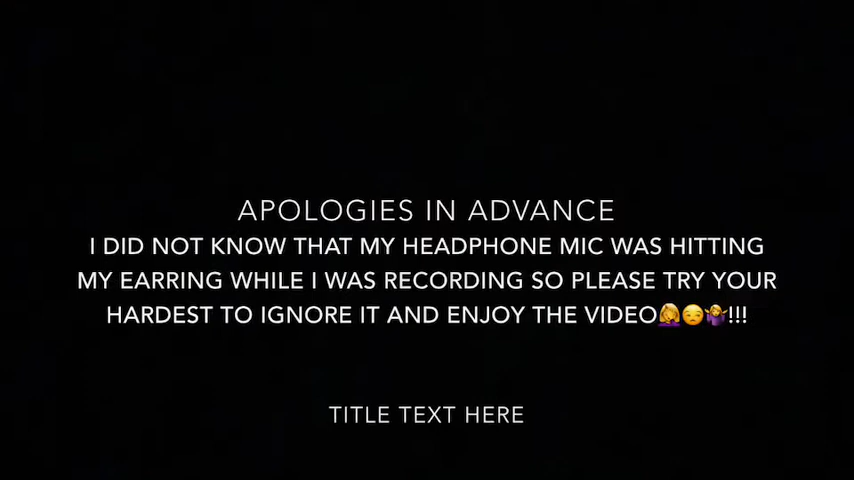 APOLOGIES IN ADVANCE
I DID NOT KNOW THAT MY HEADPHONE MIC WAS HITTING
MY EARRING WHILE I WAS RECORDING SO PLEASE TRY YOUR
HARDEST TO IGNORE IT AND ENJOY THE VIDEO🤦‍♀️😒🤷‍♀️!!!
TITLE TEXT HERE